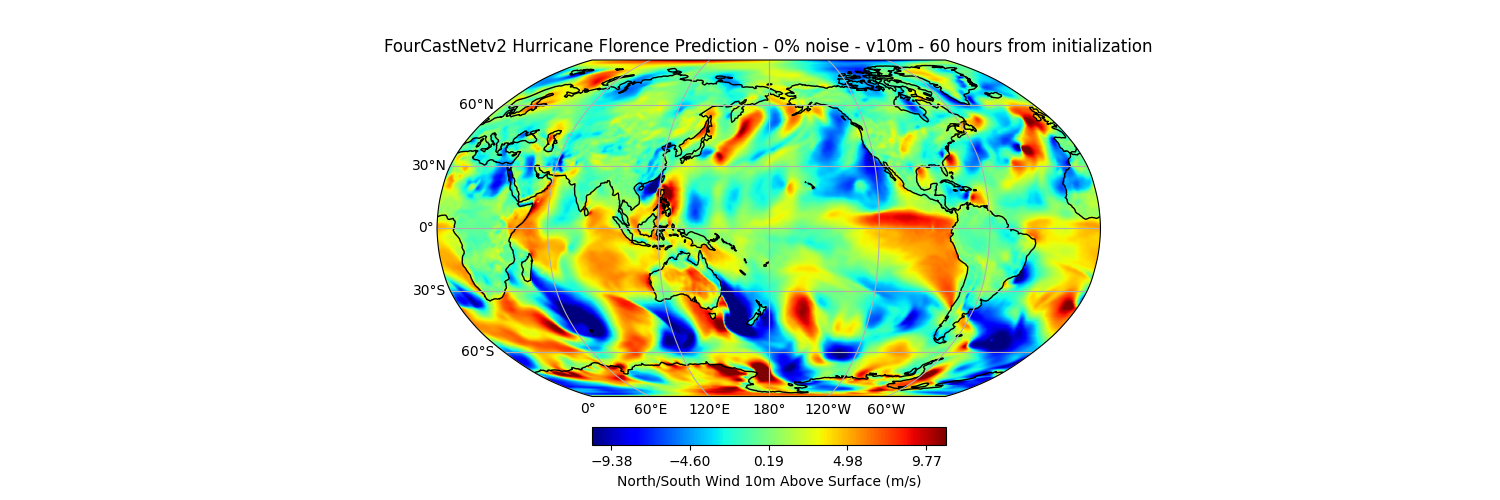 FourCastNetv2 Hurricane Florence Prediction - 0% noise - v10m - 60 hours from initialization
60°N
30°N
0°
30°S
60°S
0° 60°E 120°E 180° 120°W 60°W
−9.38 −4.60 0.19 4.98 9.77
North/South Wind 10m Above Surface (m/s)